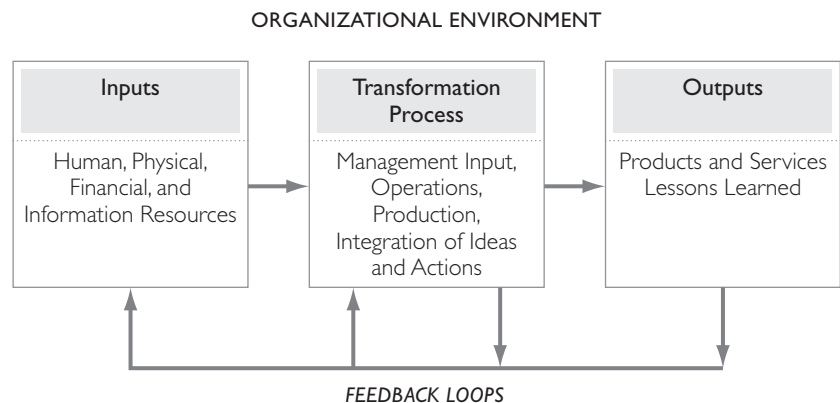 ORGANIZATIONAL ENVIRONMENT
Inputs
Human, Physical,
Financial, and
Information Resources
Transformation
Process
Management Input,
Operations,
Production,
Integration of Ideas
and Actions
Outputs
Products and Services
Lessons Learned
FEEDBACK LOOPS